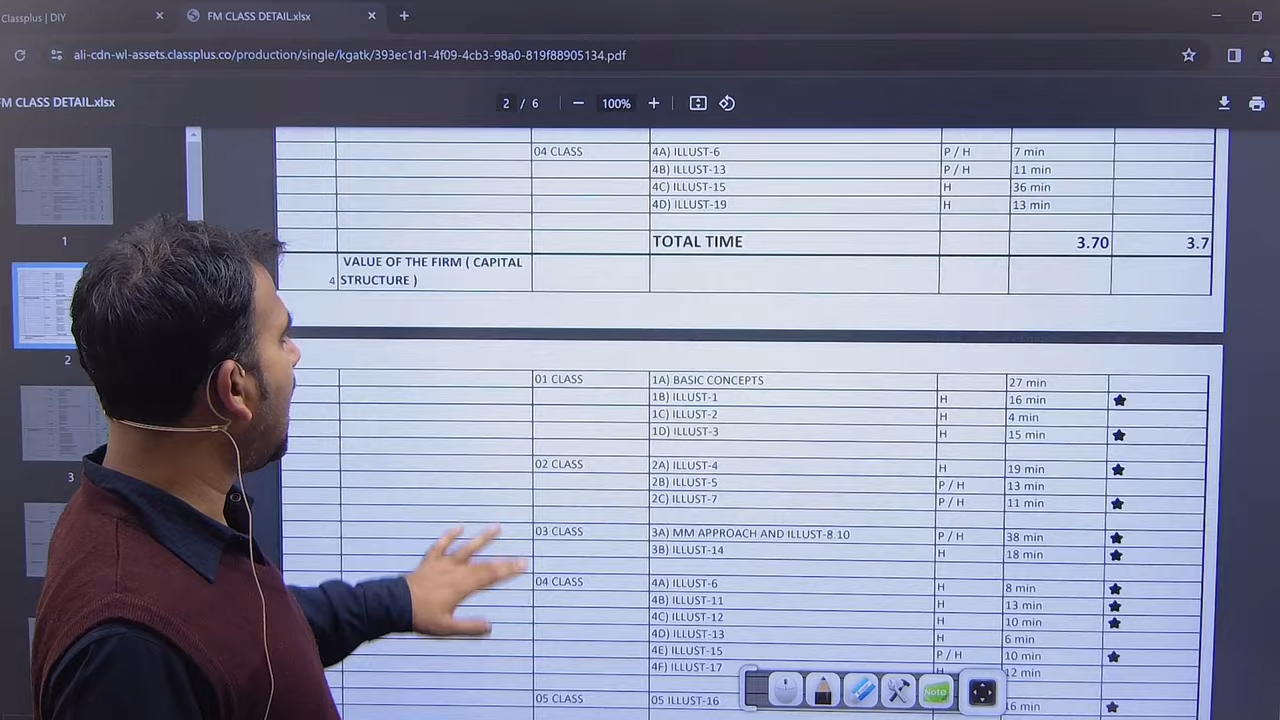 Classplus | DIY
FM CLASS DETAIL.xlsx
ali-cdn-wl-assets.classplus.co/production/single/kgatk/393ec1d1-4f09-4cb3-98a0-819f88905134.pdf
FM CLASS DETAIL.xlsx
2 / 6
100%
1
2
3
04 CLASS 4A) ILLUST-6 P / H 7 min
4B) ILLUST-13 P / H 11 min
4C) ILLUST-15 H 36 min
4D) ILLUST-19 H 13 min
TOTAL TIME 3.70 3.7
4 VALUE OF THE FIRM ( CAPITAL
STRUCTURE )
01 CLASS 1A) BASIC CONCEPTS 27 min
1B) ILLUST-1 H 16 min
1C) ILLUST-2 H 4 min
1D) ILLUST-3 H 15 min
02 CLASS 2A) ILLUST-4 H 19 min
2B) ILLUST-5 P / H 13 min
2C) ILLUST-7 P / H 11 min
03 CLASS 3A) MM APPROACH AND ILLUST-8.10 P / H 38 min
3B) ILLUST-14 H 18 min
04 CLASS 4A) ILLUST-6 H 8 min
4B) ILLUST-11 H 13 min
4C) ILLUST-12 H 10 min
4D) ILLUST-13 H 6 min
4E) ILLUST-15 P / H 10 min
4F) ILLUST-17 H 12 min
05 CLASS 05 ILLUST-16 min
Note